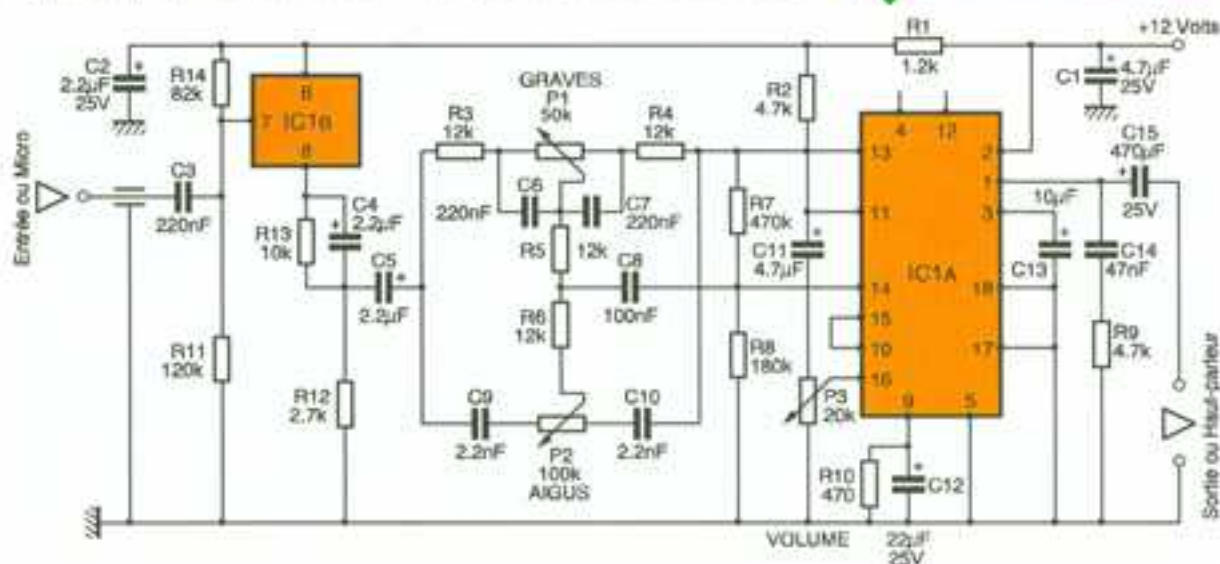 R1
1.2k
+12 Volts
C2
2.2µF
25V
R14
82k
6
7
IC1B
8
GRAVES
P1
50k
R3
12k
R4
12k
R2
4.7k
C1
4.7µF
25V
4
12
2
13
1
3
11
IC1A
14
18
15
10
17
16
9
5
C15
470µF
25V
Entrée ou Micro
C3
220nF
C4
2.2µF
R13
10k
C5
2.2µF
C6
220nF
C7
220nF
R5
12k
C8
100nF
R6
12k
R7
470k
C11
4.7µF
10µF
C13
C14
47nF
R11
120k
R12
2.7k
C9
2.2nF
C10
2.2nF
P2
100k
AIGUS
R8
180k
P3
20k
R9
4.7k
R10
470
C12
22µF
25V
VOLUME
Sortie ou Haut-parleur